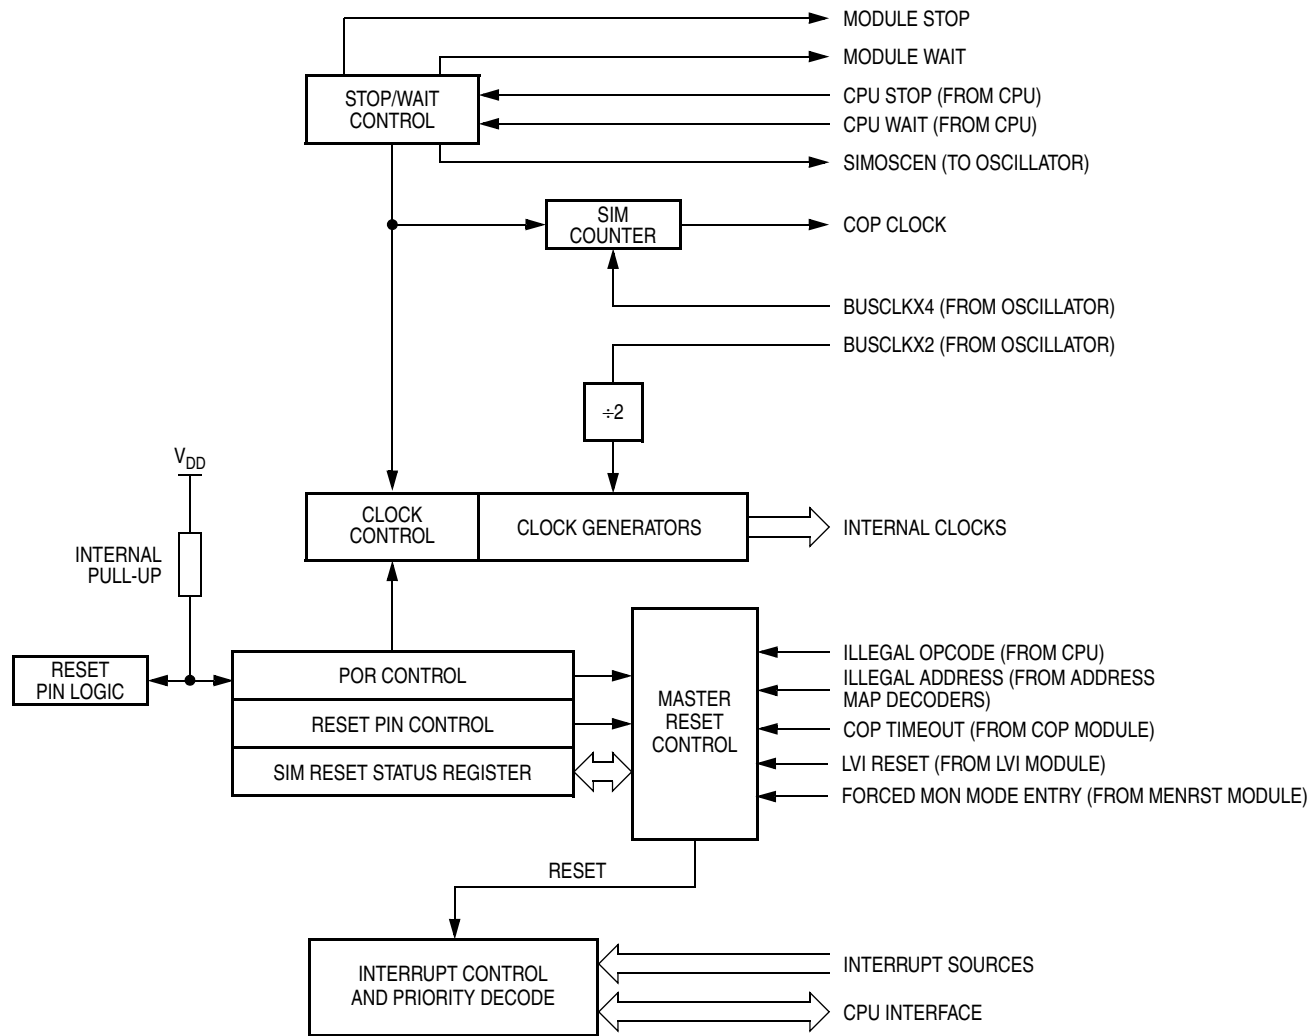 MODULE STOP
MODULE WAIT
STOP/WAIT
CONTROL
CPU STOP (FROM CPU)
CPU WAIT (FROM CPU)
SIMOSCEN (TO OSCILLATOR)
SIM
COUNTER
COP CLOCK
BUSCLKX4 (FROM OSCILLATOR)
BUSCLKX2 (FROM OSCILLATOR)
÷2
VDD
CLOCK
CONTROL
CLOCK GENERATORS
INTERNAL CLOCKS
INTERNAL
PULL-UP
RESET
PIN LOGIC
POR CONTROL
RESET PIN CONTROL
SIM RESET STATUS REGISTER
MASTER
RESET
CONTROL
ILLEGAL OPCODE (FROM CPU)
ILLEGAL ADDRESS (FROM ADDRESS
MAP DECODERS)
COP TIMEOUT (FROM COP MODULE)
LVI RESET (FROM LVI MODULE)
FORCED MON MODE ENTRY (FROM MENRST MODULE)
RESET
INTERRUPT CONTROL
AND PRIORITY DECODE
INTERRUPT SOURCES
CPU INTERFACE